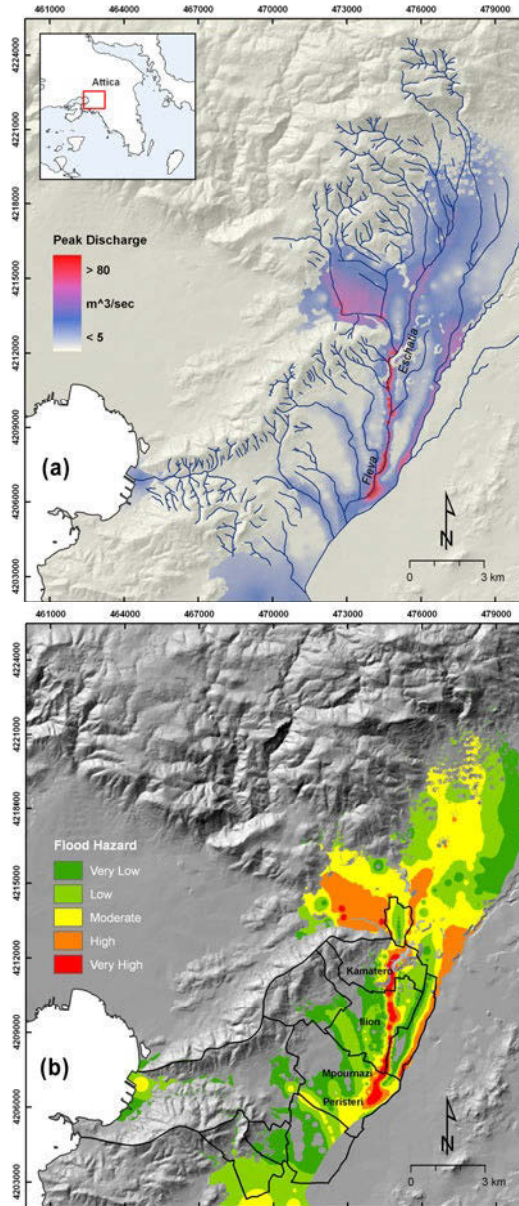 461000 464000 467000 470000 473000 476000 479000
4224000
4221000
4218000
4215000
4212000
4209000
4206000
4203000
Attica
Peak Discharge
> 80
m^3/sec
< 5
Eschatia
Fleva
(a)
N
0 3 km
461000 464000 467000 470000 473000 476000 479000
4224000
4221000
4218000
4215000
4212000
4209000
4206000
4203000
Flood Hazard
Very Low
Low
Moderate
High
Very High
Kamatero
Ilion
Mpournazi
Peristeri
(b)
N
0 3 km